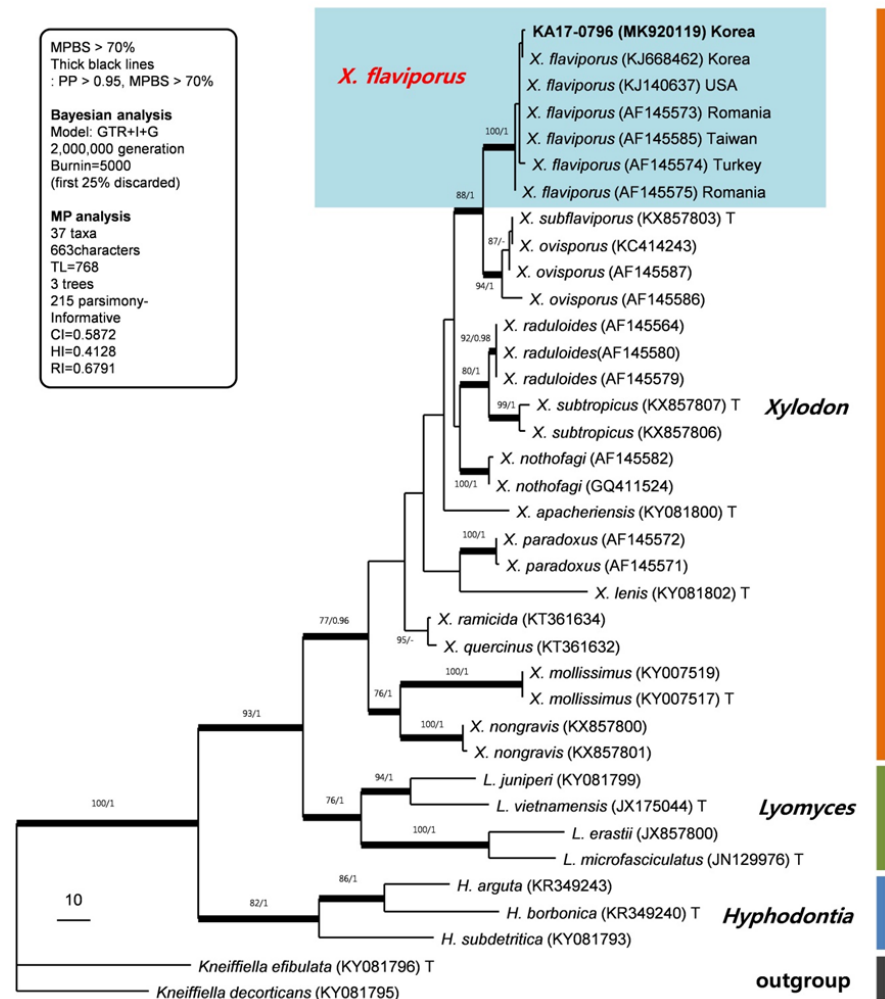 MPBS > 70%
Thick black lines
: PP > 0.95, MPBS > 70%
Bayesian analysis
Model: GTR+I+G
2,000,000 generation
Burnin=5000
(first 25% discarded)
MP analysis
37 taxa
663characters
TL=768
3 trees
215 parsimony-
Informative
CI=0.5872
HI=0.4128
RI=0.6791
X. flaviporus
KA17-0796 (MK920119) Korea
X. flaviporus (KJ668462) Korea
X. flaviporus (KJ140637) USA
X. flaviporus (AF145573) Romania
X. flaviporus (AF145585) Taiwan
100/1
X. flaviporus (AF145574) Turkey
X. flaviporus (AF145575) Romania
88/1
X. subflaviporus (KX857803) T
87/-
X. ovisporus (KC414243)
X. ovisporus (AF145587)
94/1
X. ovisporus (AF145586)
X. raduloides (AF145564)
92/0.98
X. raduloides(AF145580)
80/1
X. raduloides (AF145579)
99/1
X. subtropicus (KX857807) T
Xylodon
X. subtropicus (KX857806)
X. nothofagi (AF145582)
100/1
X. nothofagi (GQ411524)
X. apacheriensis (KY081800) T
100/1
X. paradoxus (AF145572)
X. paradoxus (AF145571)
X. lenis (KY081802) T
77/0.96
X. ramicida (KT361634)
95/-
X. quercinus (KT361632)
100/1
X. mollissimus (KY007519)
76/1
X. mollissimus (KY007517) T
93/1
100/1
X. nongravis (KX857800)
X. nongravis (KX857801)
94/1
L. juniperi (KY081799)
100/1
76/1
L. vietnamensis (JX175044) T
Lyomyces
100/1
L. erastii (JX857800)
L. microfasciculatus (JN129976) T
86/1
H. arguta (KR349243)
10
82/1
H. borbonica (KR349240) T
Hyphodontia
H. subdetritica (KY081793)
Kneiffiella efibulata (KY081796) T
outgroup
Kneiffiella decorticans (KY081795)